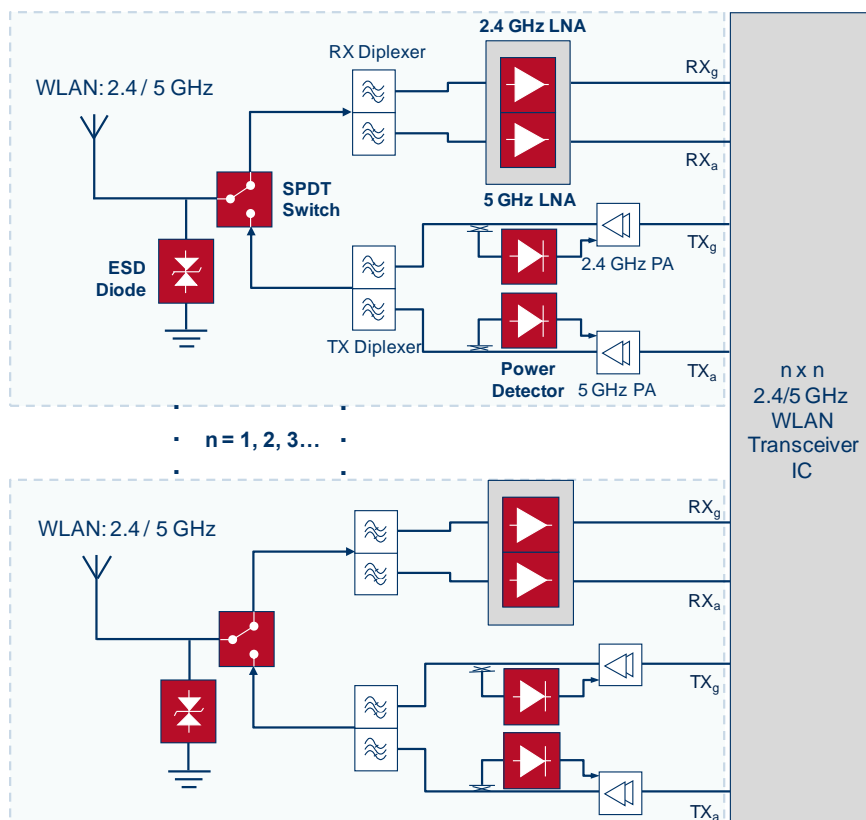 2.4 GHz LNA
RX Diplexer
RXg
WLAN: 2.4 / 5 GHz
RXa
SPDT
Switch
5 GHz LNA
TXg
ESD
Diode
2.4 GHz PA
TX Diplexer
Power
Detector
TXa
5 GHz PA
n x n
2.4/5 GHz
WLAN
Transceiver
IC
n = 1, 2, 3...
WLAN: 2.4 / 5 GHz
RXg
RXa
TXg
TXa